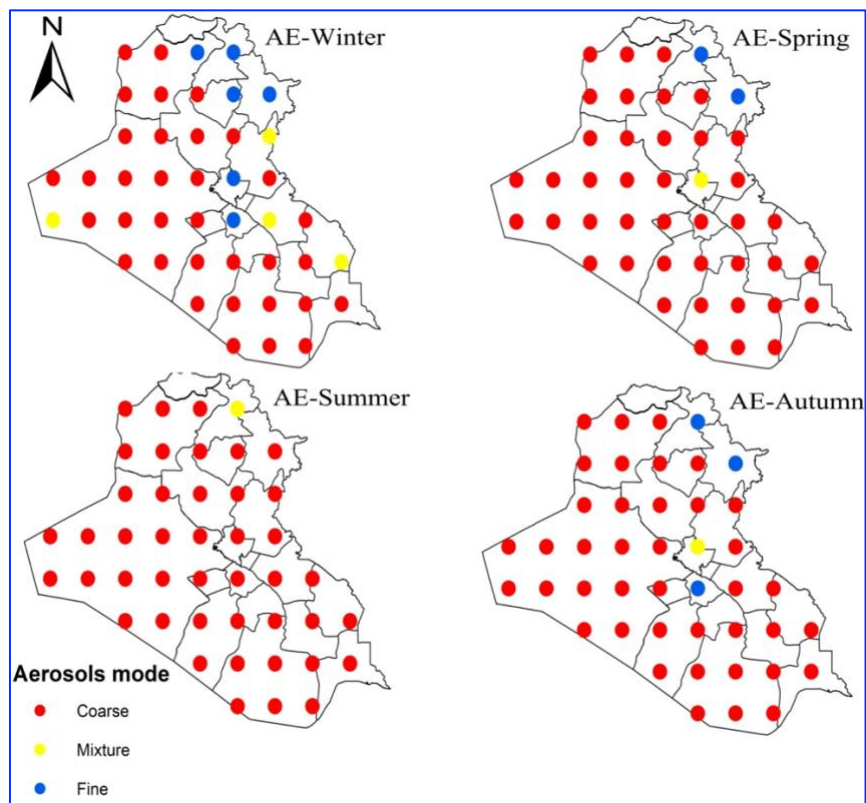 N
AE-Winter
AE-Spring
AE-Summer
AE-Autumn
Aerosols mode
Coarse
Mixture
Fine